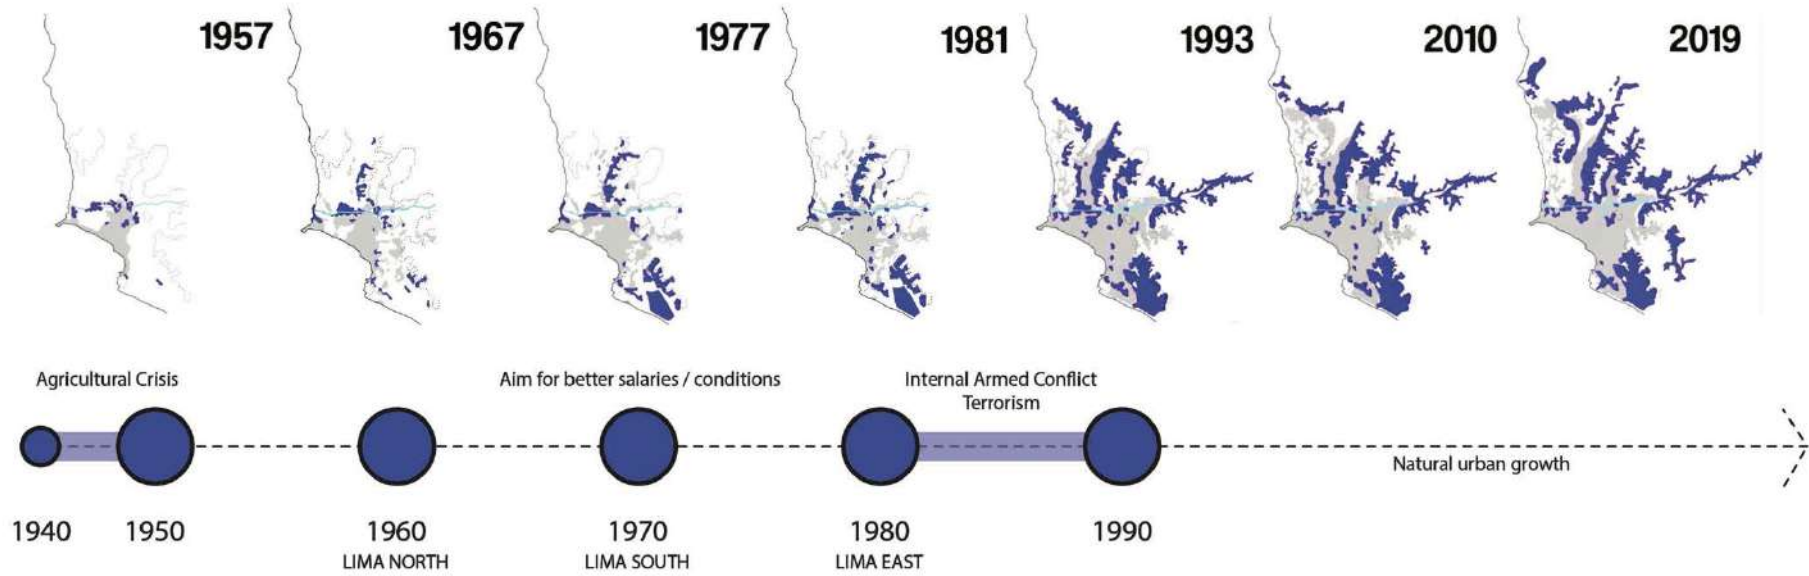 1957
1967
1977
1981
1993
2010
2019
Agricultural Crisis
Aim for better salaries / conditions
Internal Armed Conflict
Terrorism
Natural urban growth
1940
1950
1960
LIMA NORTH
1970
LIMA SOUTH
1980
LIMA EAST
1990